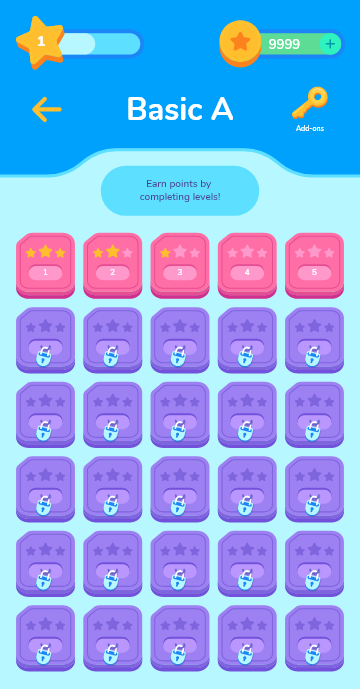 1
9999 +
Basic A
Add-ons
Earn points by
completing levels!
1 2 3 4 5